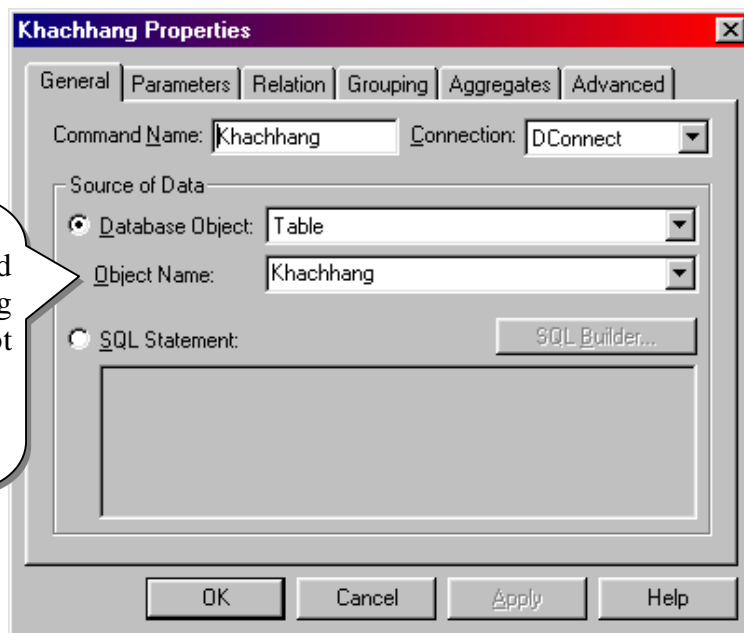 Khachhang Properties
General Parameters Relation Grouping Aggregates Advanced
Command Name: Khachhang Connection: DConnect
Source of Data
Database Object: Table
Object Name: Khachhang
SQL Statement: SQL Builder...
OK Cancel Apply Help